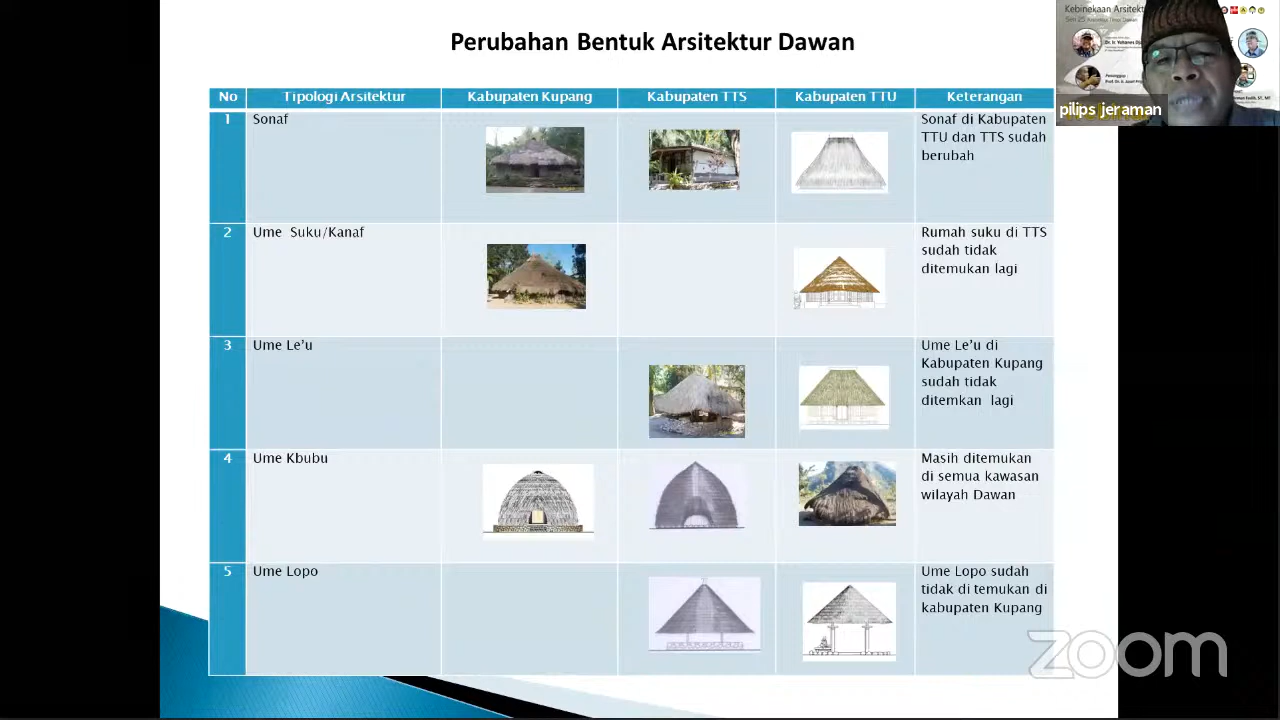 Perubahan Bentuk Arsitektur Dawan
No Tipologi Arsitektur Kabupaten Kupang Kabupaten TTS Kabupaten TTU Keterangan
1 Sonaf Sonaf di Kabupaten
TTU dan TTS sudah
berubah
2 Ume Suku/Kanaf Rumah suku di TTS
sudah tidak
ditemukan lagi
3 Ume Le’u Ume Le’u di
Kabupaten Kupang
sudah tidak
ditemkan lagi
4 Ume Kbubu Masih ditemukan
di semua kawasan
wilayah Dawan
5 Ume Lopo Ume Lopo sudah
tidak di temukan di
kabupaten Kupang
Kebinekaan Arsitekt
pilips jeraman
zoom